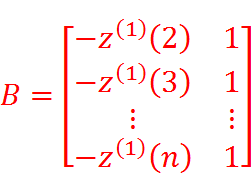 B = [ -z⁽¹⁾(2) 1
-z⁽¹⁾(3) 1
⋮ ⋮
-z⁽¹⁾(n) 1 ]